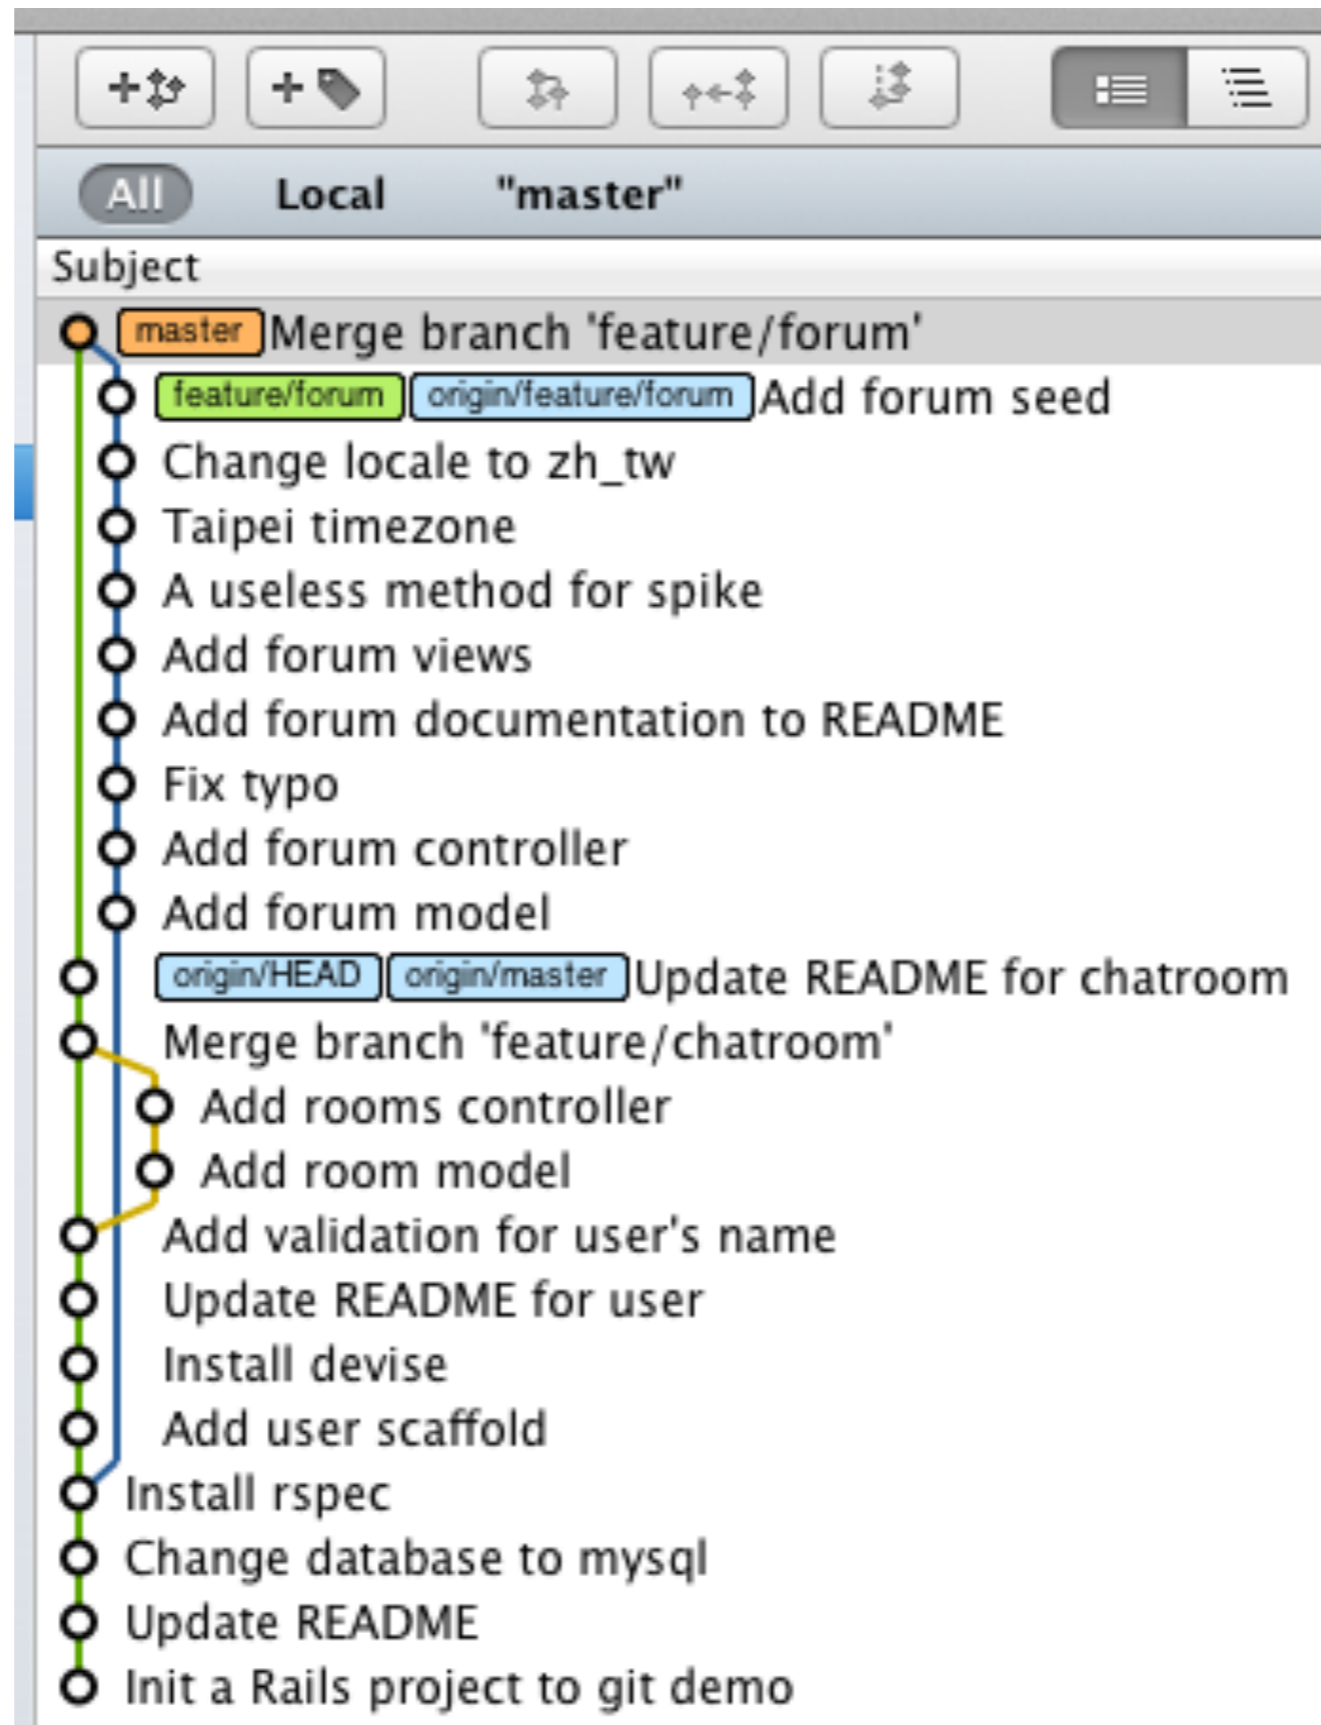 All Local "master"
Subject
master Merge branch 'feature/forum'
feature/forum origin/feature/forum Add forum seed
Change locale to zh_tw
Taipei timezone
A useless method for spike
Add forum views
Add forum documentation to README
Fix typo
Add forum controller
Add forum model
origin/HEAD origin/master Update README for chatroom
Merge branch 'feature/chatroom'
Add rooms controller
Add room model
Add validation for user's name
Update README for user
Install devise
Add user scaffold
Install rspec
Change database to mysql
Update README
Init a Rails project to git demo